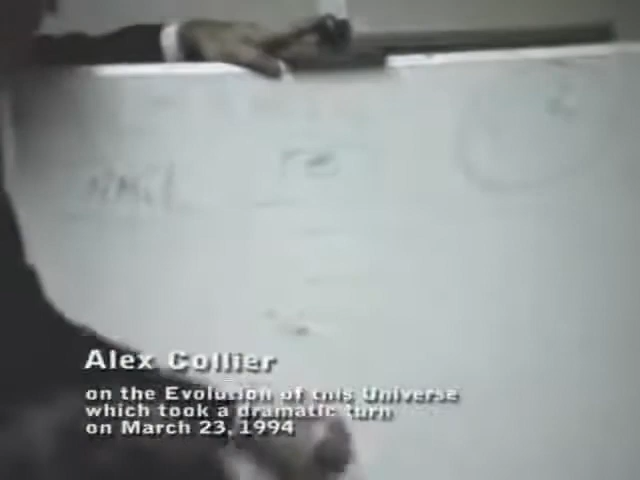 Alex Collier
on the Evolution of this Universe
which took a dramatic turn
on March 23, 1994